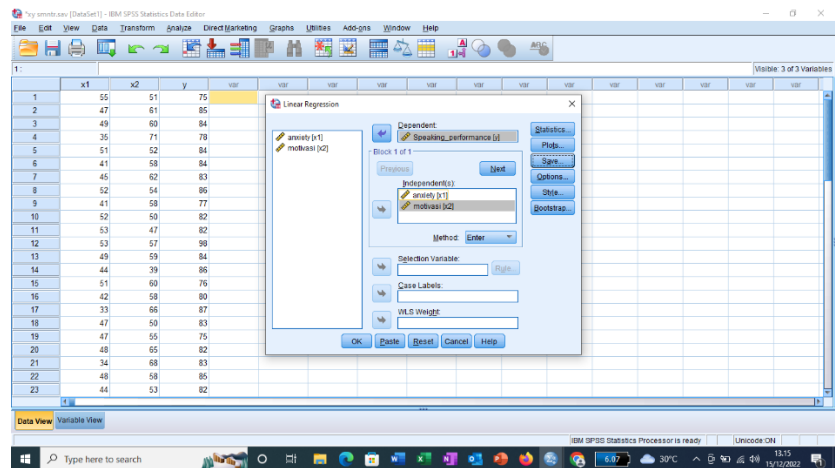 *xy smntr.sav [DataSet1] - IBM SPSS Statistics Data Editor
File Edit View Data Transform Analyze Direct Marketing Graphs Utilities Add-ons Window Help
1 :
Visible: 3 of 3 Variables
x1 x2 y var var var var var var var var var var var var
1 55 51 75
2 47 61 85
3 49 60 84
4 35 71 78
5 51 52 84
6 41 58 84
7 45 62 83
8 52 54 86
9 41 58 77
10 52 50 82
11 53 47 82
12 53 57 98
13 49 59 84
14 44 39 86
15 51 60 76
16 42 58 80
17 33 66 87
18 47 50 83
19 47 55 75
20 48 65 82
21 34 68 83
22 48 58 85
23 44 53 82
Linear Regression
anxiety [x1]
motivasi [x2]
Dependent:
Speaking_performance [y]
Block 1 of 1
Previous Next
Independent(s):
anxiety [x1]
motivasi [x2]
Method: Enter
Selection Variable:
Rule...
Case Labels:
WLS Weight:
OK Paste Reset Cancel Help
Statistics...
Plots...
Save...
Options...
Style...
Bootstrap...
Data View Variable View
IBM SPSS Statistics Processor is ready Unicode:ON
Type here to search
6.07
30°C
13.15
15/12/2022